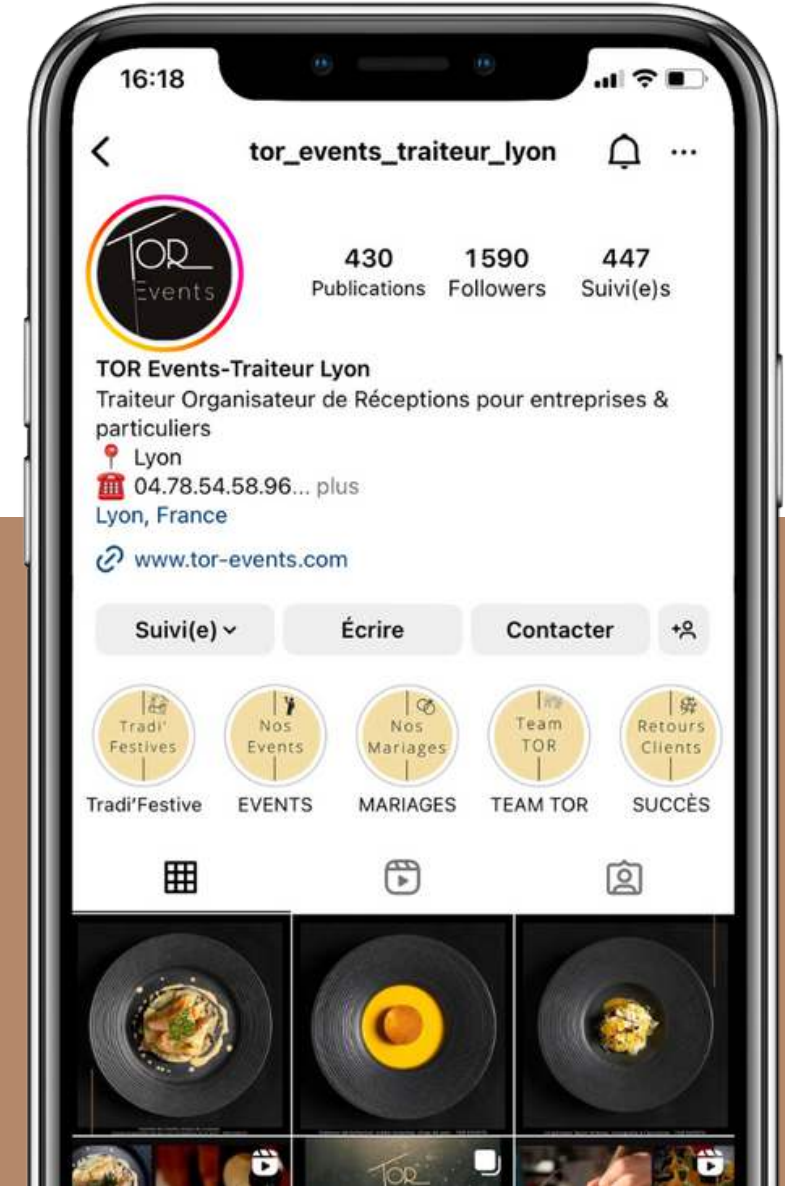 16:18
tor_events_traiteur_lyon
TOR
Events
430
1590
447
Publications
Followers
Suivi(e)s
TOR Events-Traiteur Lyon
Traiteur Organisateur de Réceptions pour entreprises &
particuliers
Lyon
04.78.54.58.96... plus
Lyon, France
www.tor-events.com
Suivi(e)
Écrire
Contacter
Tradi'
Festives
Nos
Events
Nos
Mariages
Team
TOR
Retours
Clients
Tradi'Festive
EVENTS
MARIAGES
TEAM TOR
SUCCÈS
TOR